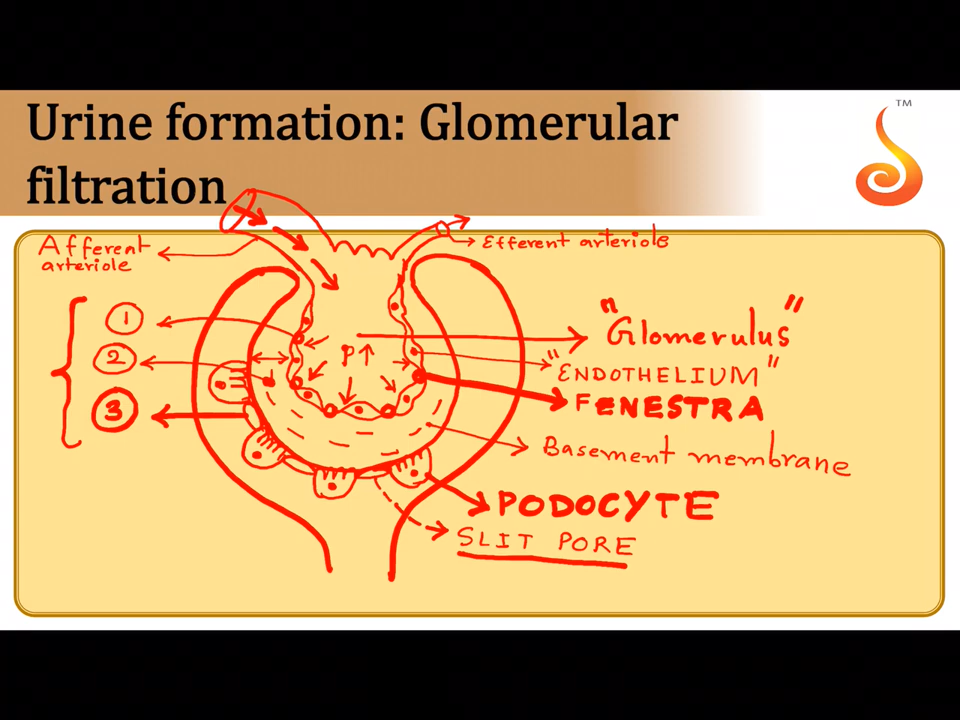 Urine formation: Glomerular
filtration
TM
Afferent
arteriole
Efferent arteriole
1
2
3
P↑
"Glomerulus"
"ENDOTHELIUM"
FENESTRA
Basement membrane
PODOCYTE
SLIT PORE